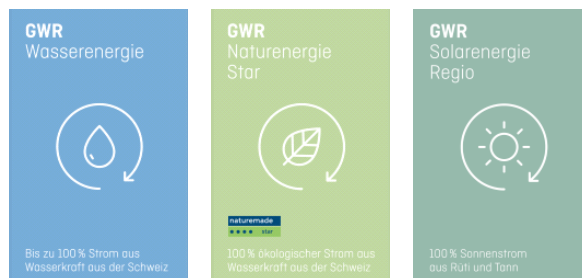 GWR
Wasserenergie
Bis zu 100 % Strom aus
Wasserkraft aus der Schweiz
GWR
Naturenergie
Star
naturemade
star
100 % ökologischer Strom aus
Wasserkraft aus der Schweiz
GWR
Solarenergie
Regio
100 % Sonnenstrom
aus Rüti und Tann